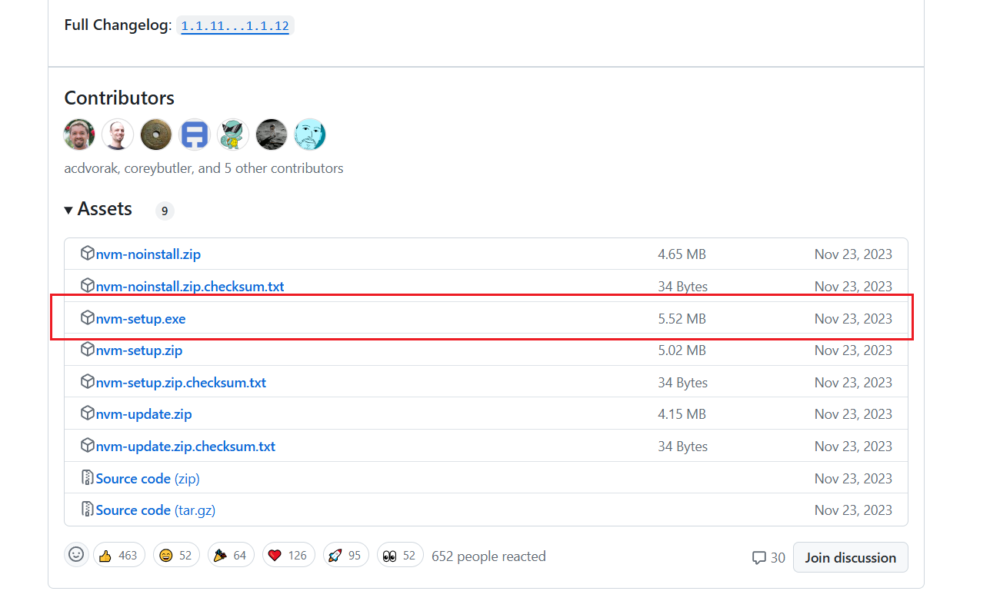 Full Changelog: 1.1.11...1.1.12
Contributors
acdvorak, coreybutler, and 5 other contributors
Assets 9
nvm-noinstall.zip 4.65 MB Nov 23, 2023
nvm-noinstall.zip.checksum.txt 34 Bytes Nov 23, 2023
nvm-setup.exe 5.52 MB Nov 23, 2023
nvm-setup.zip 5.02 MB Nov 23, 2023
nvm-setup.zip.checksum.txt 34 Bytes Nov 23, 2023
nvm-update.zip 4.15 MB Nov 23, 2023
nvm-update.zip.checksum.txt 34 Bytes Nov 23, 2023
Source code (zip) Nov 23, 2023
Source code (tar.gz) Nov 23, 2023
463 52 64 126 95 52 652 people reacted 30 Join discussion